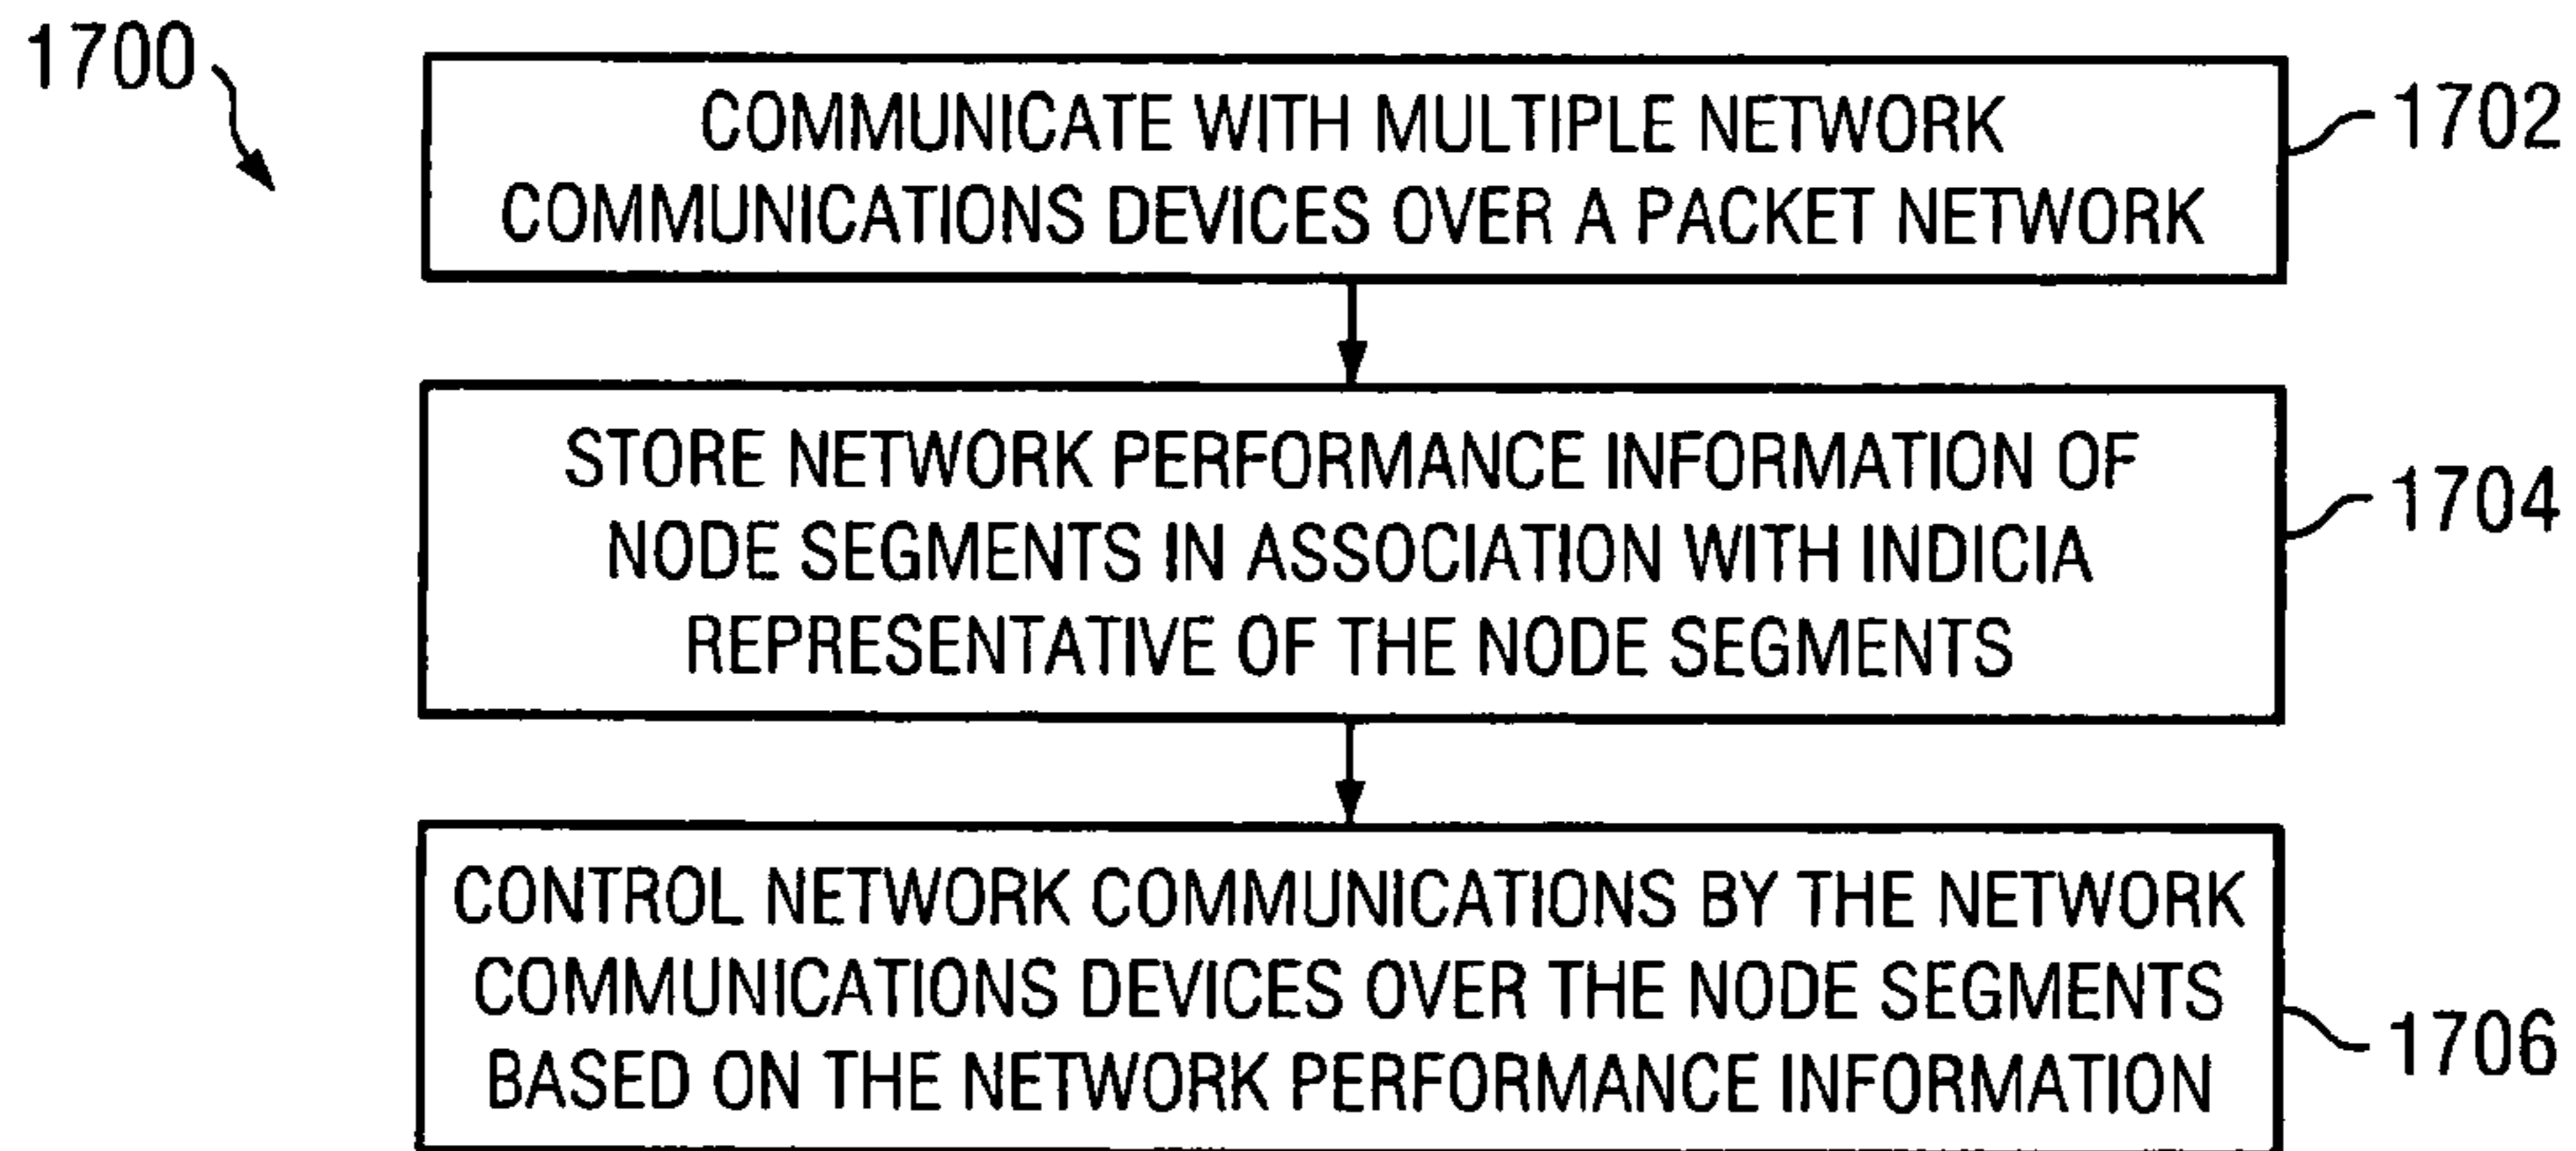 1700
COMMUNICATE WITH MULTIPLE NETWORK
COMMUNICATIONS DEVICES OVER A PACKET NETWORK
1702
STORE NETWORK PERFORMANCE INFORMATION OF
NODE SEGMENTS IN ASSOCIATION WITH INDICIA
REPRESENTATIVE OF THE NODE SEGMENTS
1704
CONTROL NETWORK COMMUNICATIONS BY THE NETWORK
COMMUNICATIONS DEVICES OVER THE NODE SEGMENTS
BASED ON THE NETWORK PERFORMANCE INFORMATION
1706